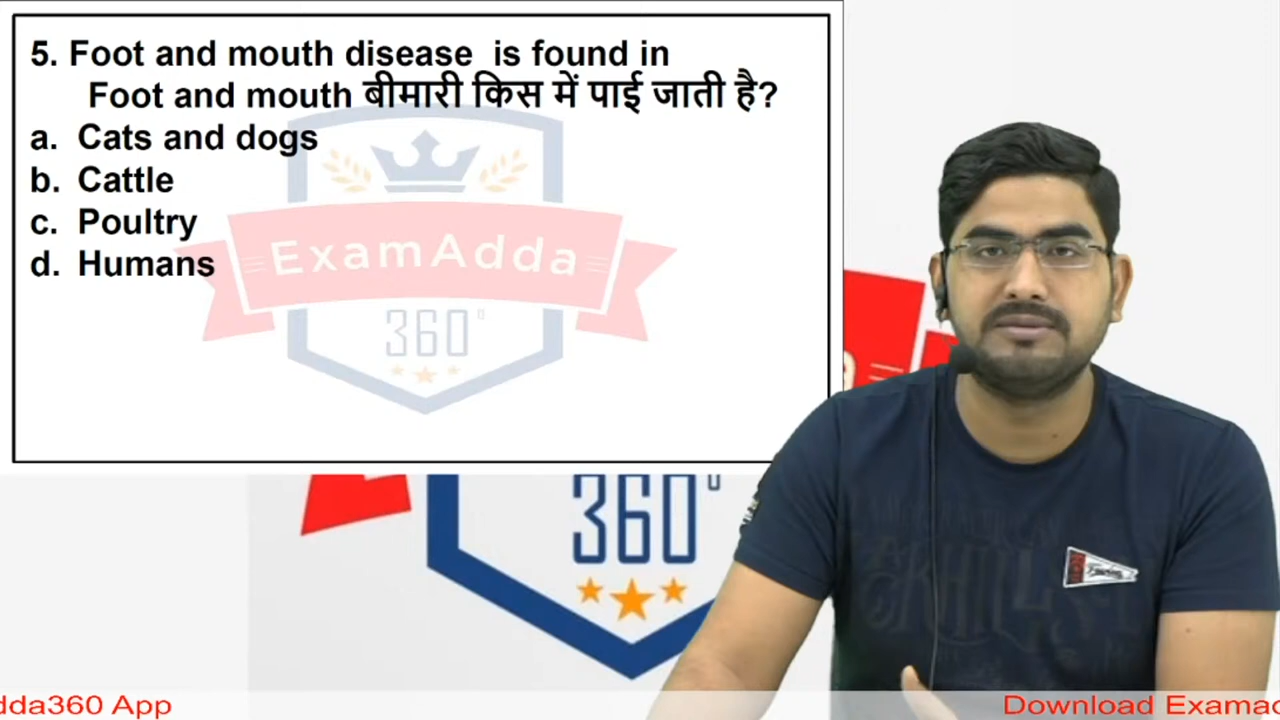 5. Foot and mouth disease is found in
Foot and mouth बीमारी किस में पाई जाती है?
a. Cats and dogs
b. Cattle
c. Poultry
d. Humans
ExamAdda
360°
360°
dda360 App
Download Examad